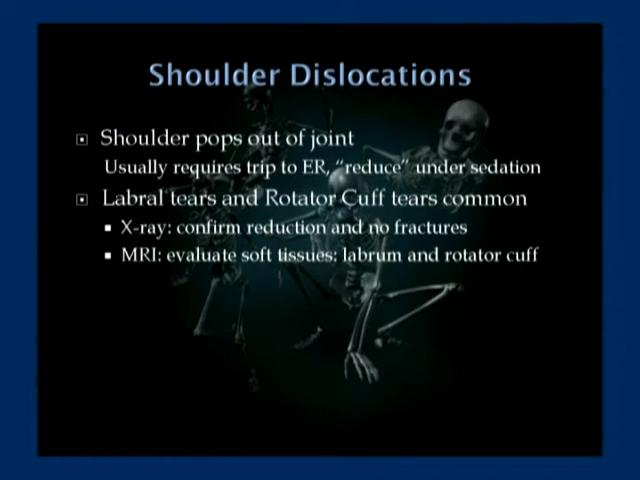 Shoulder Dislocations
Shoulder pops out of joint
Usually requires trip to ER, “reduce” under sedation
Labral tears and Rotator Cuff tears common
X-ray: confirm reduction and no fractures
MRI: evaluate soft tissues: labrum and rotator cuff